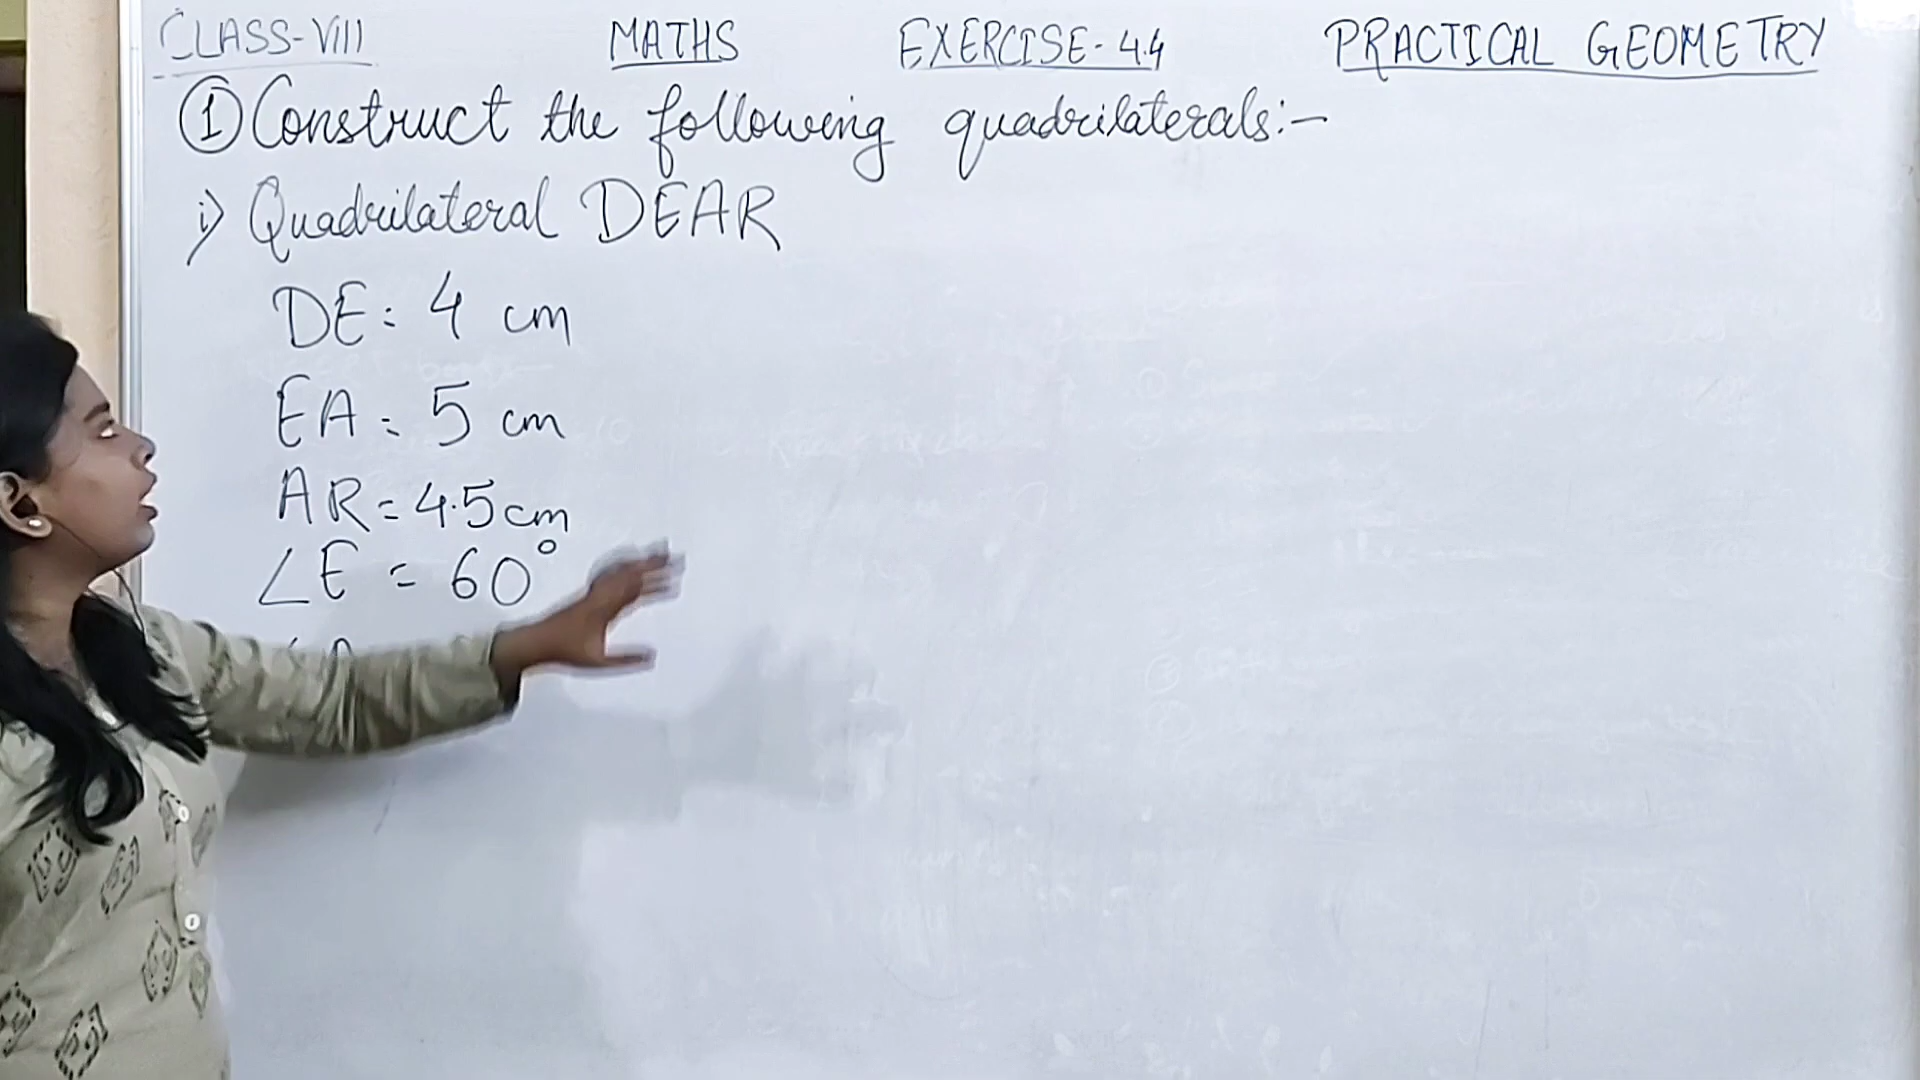 CLASS-VIII MATHS EXERCISE-4.4 PRACTICAL GEOMETRY
① Construct the following quadrilaterals:-
i) Quadrilateral DEAR
DE = 4 cm
EA = 5 cm
AR = 4.5 cm
∠E = 60°